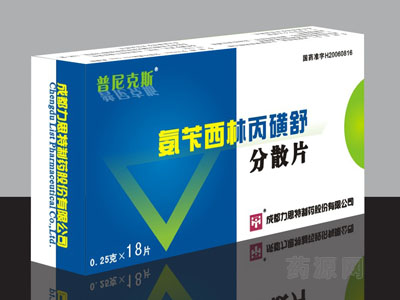 国药准字H20060816
普尼克斯®
氨苄西林丙磺舒
分散片
成都力思特制药股份有限公司
0.25克×18片
成都力思特制药股份有限公司
Chengdu List Pharmaceutical Co.,Ltd.
药源网